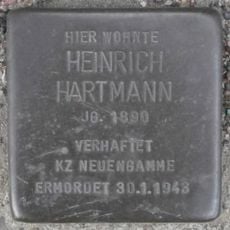 HIER WOHNTE
HEINRICH
HARTMANN
JG. 1890
VERHAFTET
KZ NEUENGAMME
ERMORDET 30.1.1943